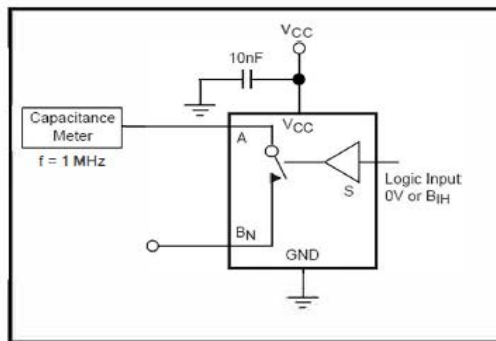 VCC
10nF
Capacitance
Meter
f = 1 MHz
VCC
A
S
Logic Input
0V or BIH
BN
GND